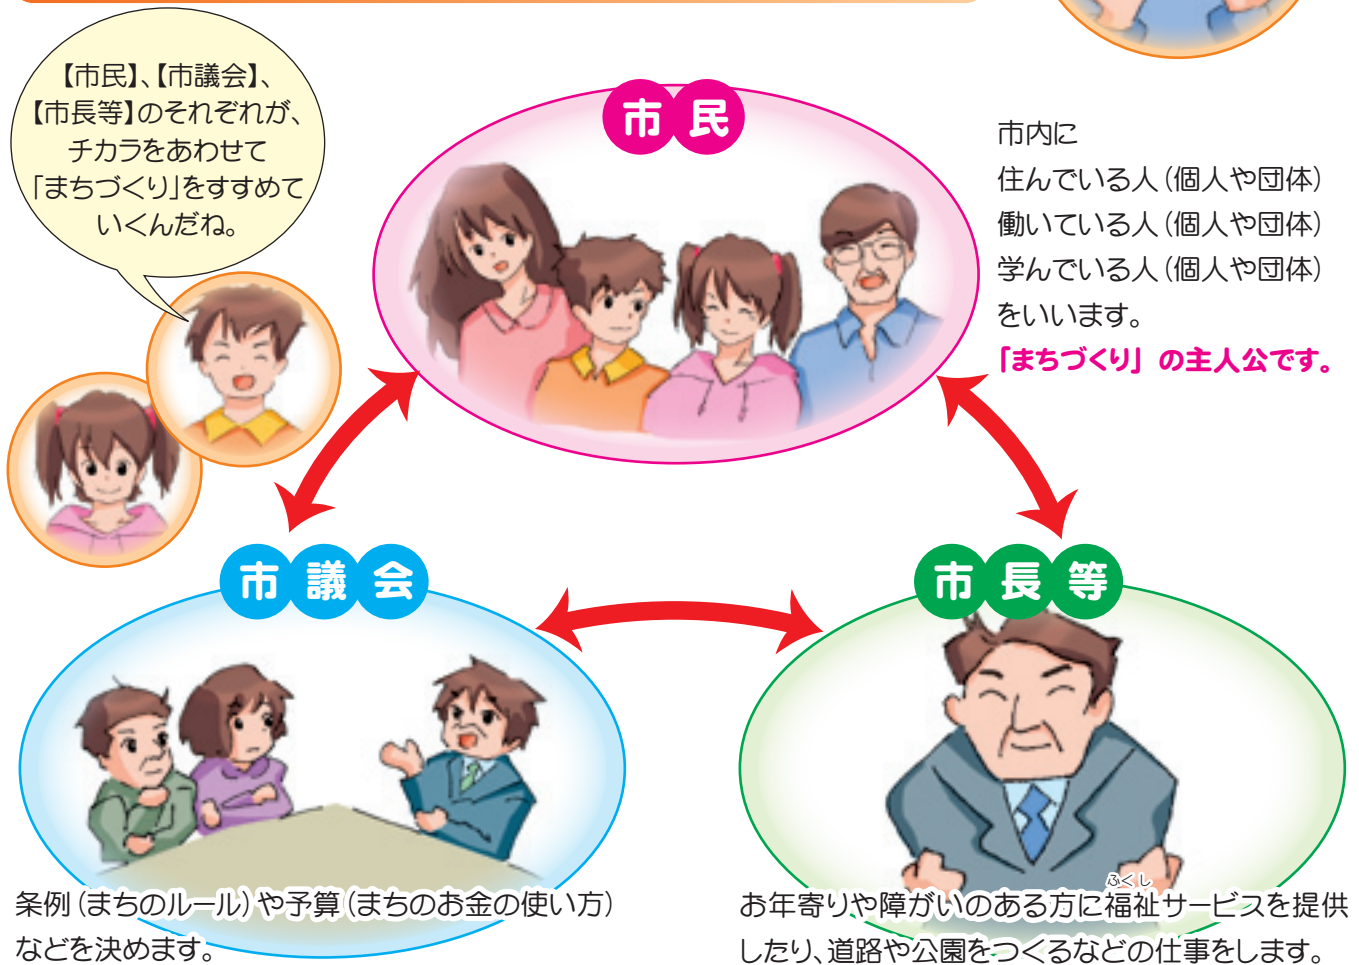 【市民】、【市議会】、
【市長等】のそれぞれが、
チカラをあわせて
「まちづくり」をすすめて
いくんだね。
市民
市内に
住んでいる人（個人や団体）
働いている人（個人や団体）
学んでいる人（個人や団体）
をいいます。
「まちづくり」の主人公です。
市議会
市長等
条例（まちのルール）や予算（まちのお金の使い方）
などを決めます。
ふくし
お年寄りや障がいのある方に福祉サービスを提供
したり、道路や公園をつくるなどの仕事をします。